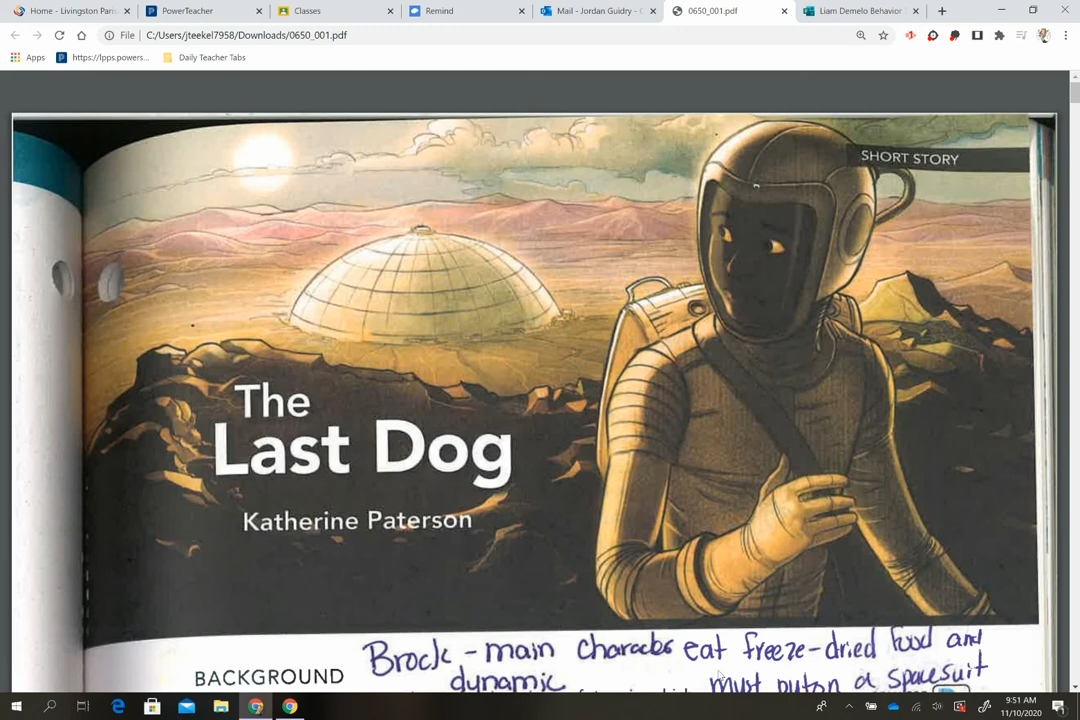 Home - Livingston Paris
PowerTeacher
Classes
Remind
Mail - Jordan Guidry - O
0650_001.pdf
Liam Demelo Behavior
File
C:/Users/jteekel7958/Downloads/0650_001.pdf
Apps
https://lpps.powers...
Daily Teacher Tabs
SHORT STORY
The
Last Dog
Katherine Paterson
Brock - main eat freeze-dried food and
dynamic must put on a spacesuit
BACKGROUND
9:51 AM
11/10/2020